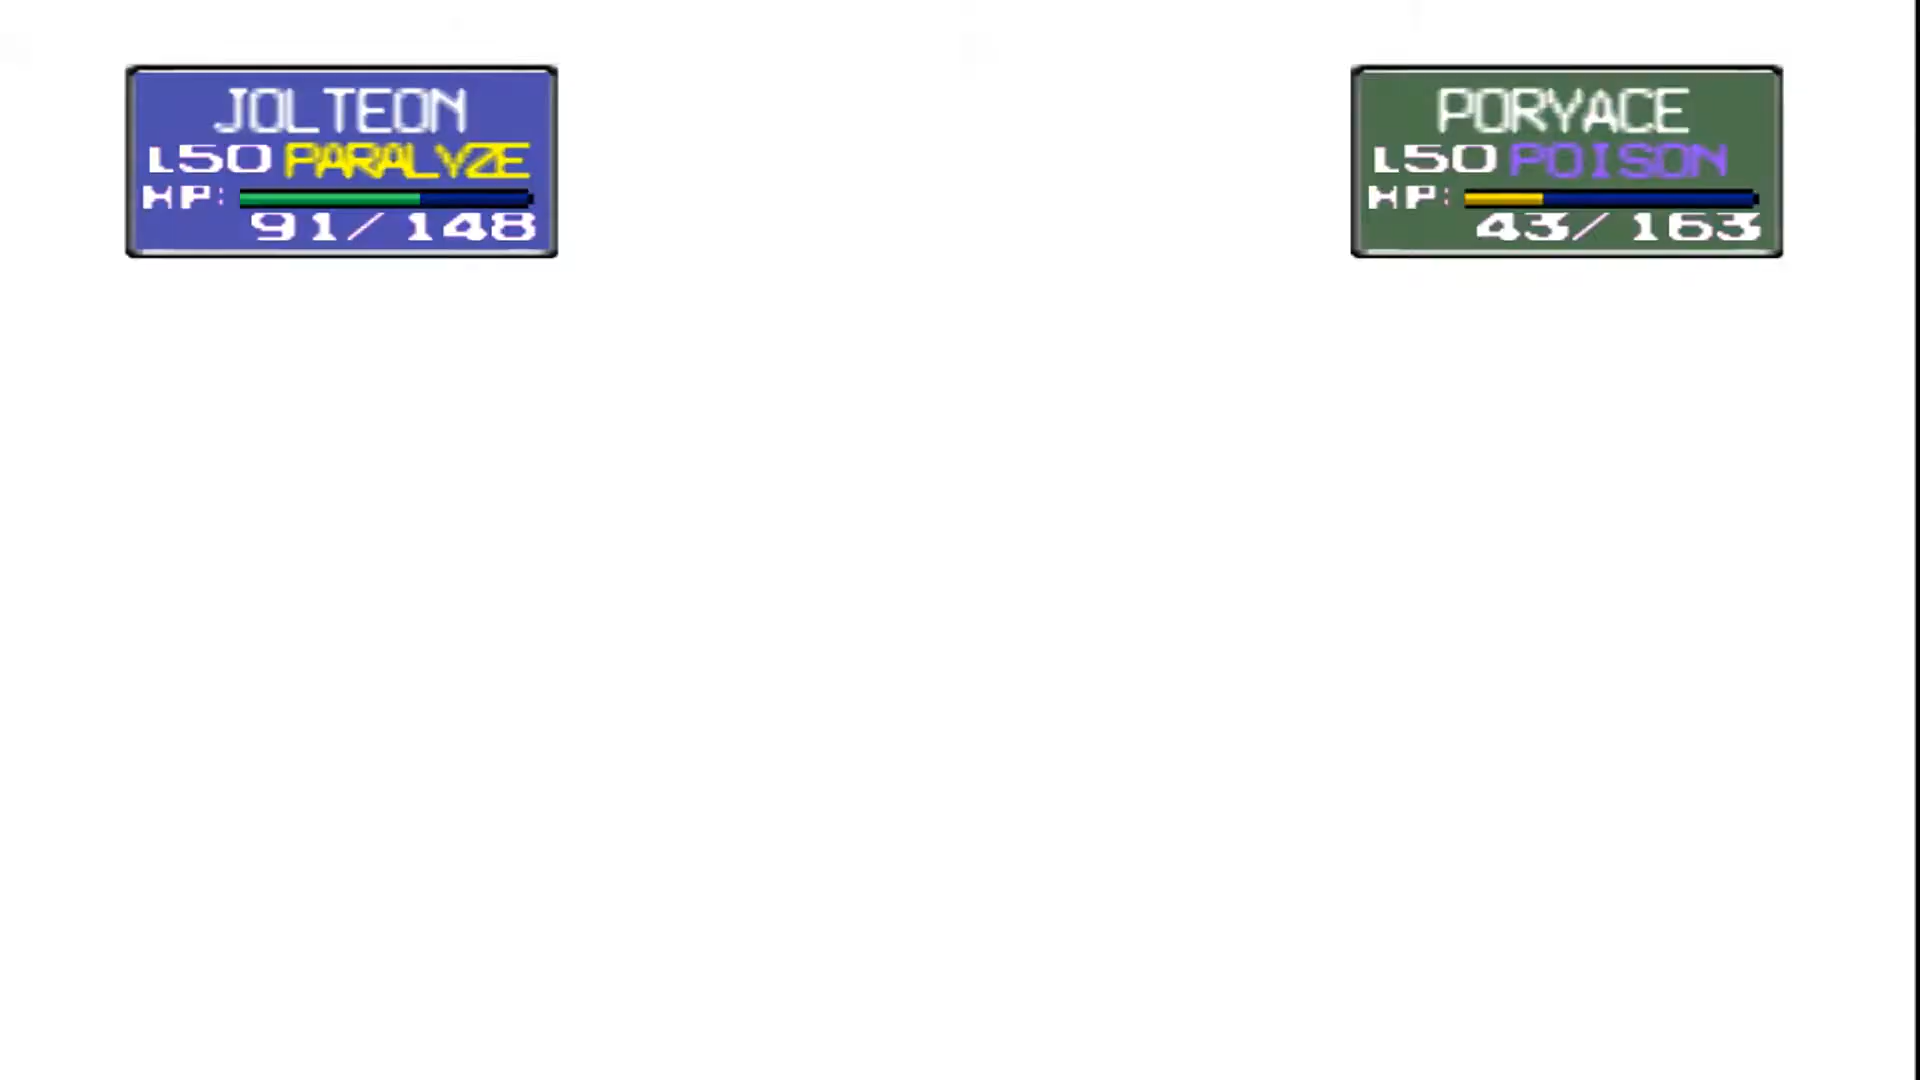 JOLTEON
L50 PARALYZE
HP:
91/148
PORYACE
L50 POISON
HP:
43/163